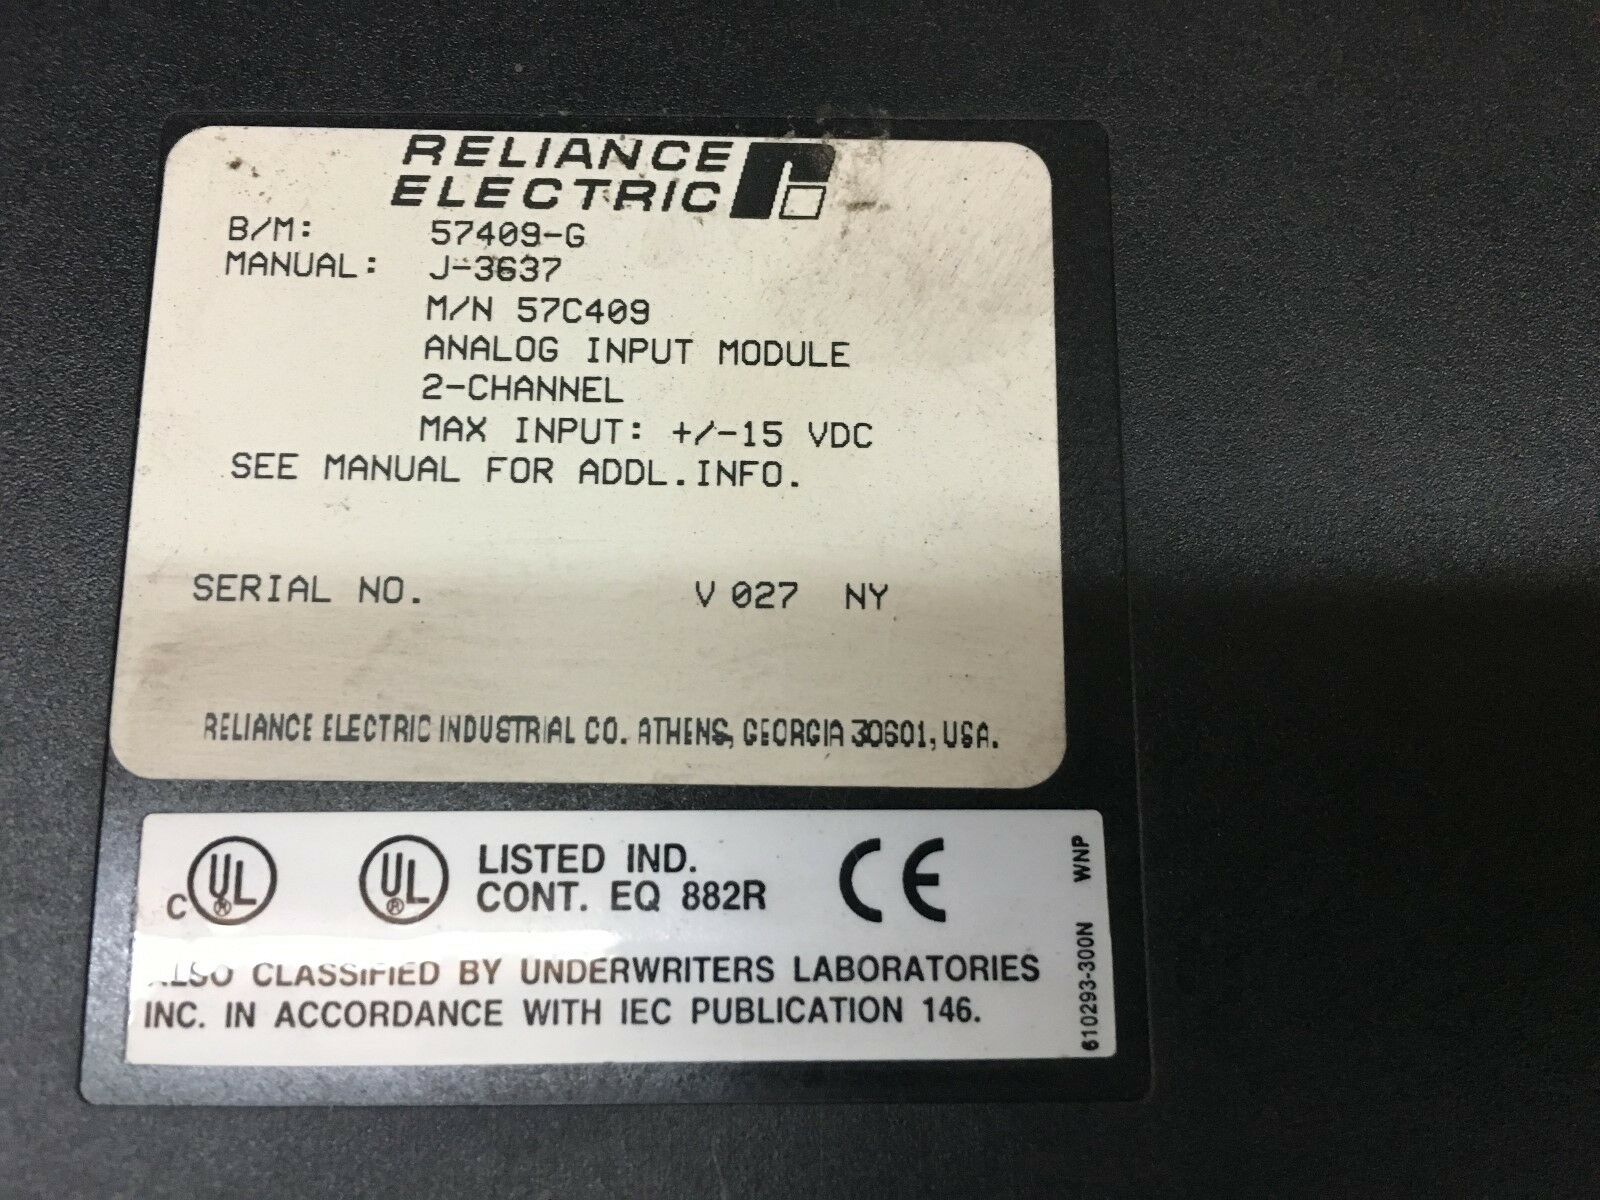 RELIANCE
ELECTRIC
B/M: 57409-G
MANUAL: J-3637
M/N 57C409
ANALOG INPUT MODULE
2-CHANNEL
MAX INPUT: +/-15 VDC
SEE MANUAL FOR ADDL.INFO.
SERIAL NO. V 027 NY
RELIANCE ELECTRIC INDUSTRIAL CO. ATHENS, GEORGIA 30601, USA.
C UL ® UL ® LISTED IND.
CONT. EQ 882R
CE
ALSO CLASSIFIED BY UNDERWRITERS LABORATORIES
INC. IN ACCORDANCE WITH IEC PUBLICATION 146.
610293-300N WNP